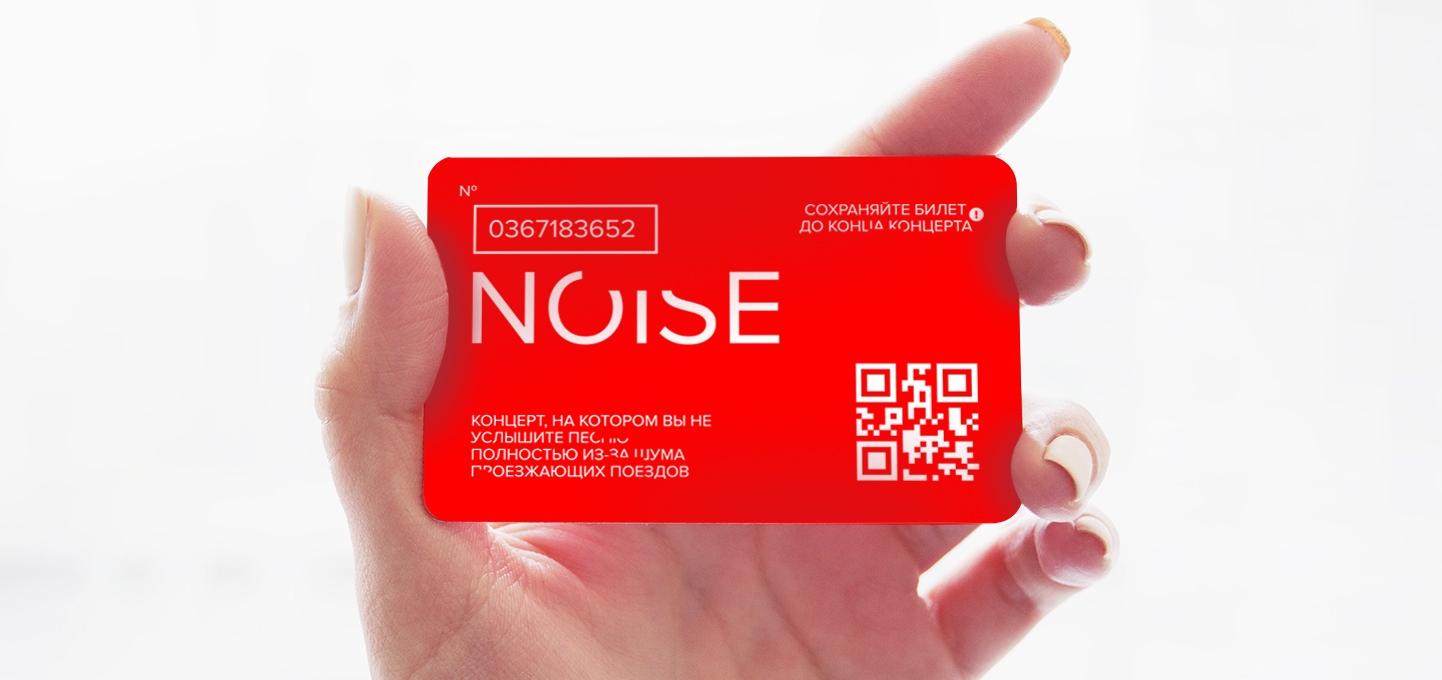 №
СОХРАНЯЙТЕ БИЛЕТ
ДО КОНЦА КОНЦЕРТА
0367183652
NOISE
КОНЦЕРТ, НА КОТОРОМ ВЫ НЕ
УСЛЫШИТЕ ПЕСНЮ
ПОЛНОСТЬЮ ИЗ-ЗА ШУМА
ПРОЕЗЖАЮЩИХ ПОЕЗДОВ